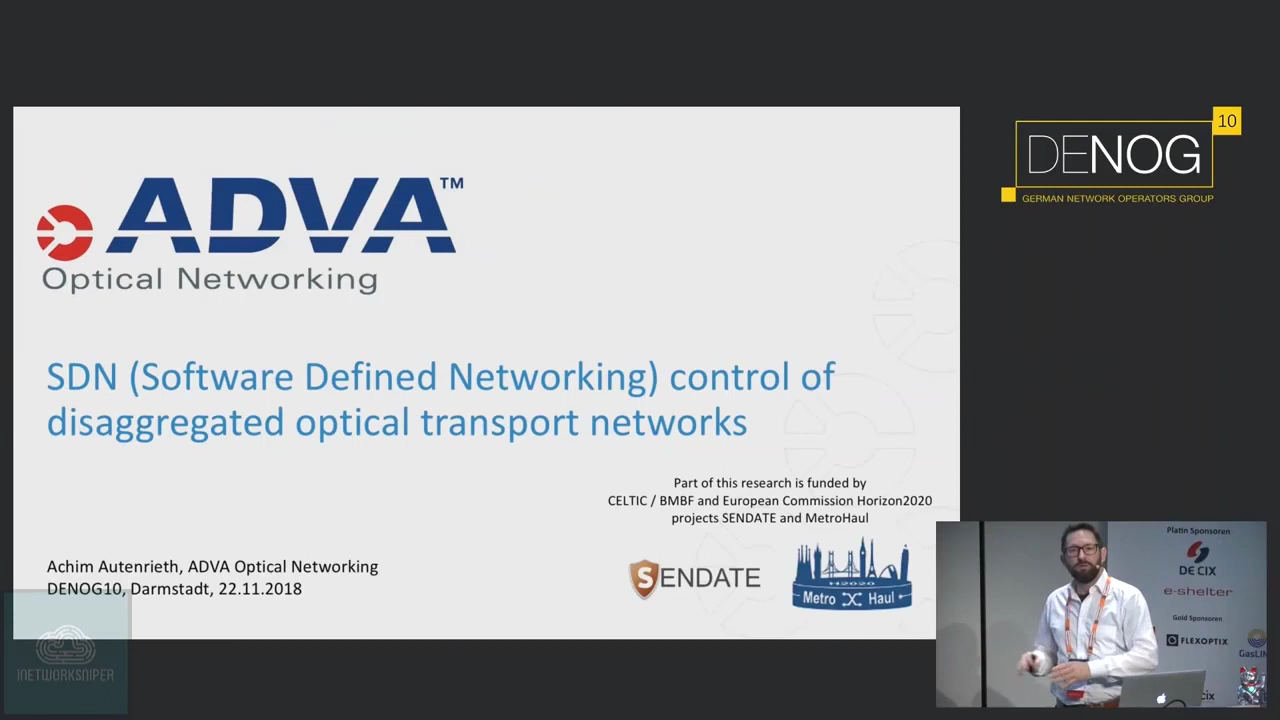 ADVA™
Optical Networking
SDN (Software Defined Networking) control of
disaggregated optical transport networks
Part of this research is funded by
CELTIC / BMBF and European Commission Horizon2020
projects SENDATE and MetroHaul
Achim Autenrieth, ADVA Optical Networking
DENOG10, Darmstadt, 22.11.2018
SENDATE
H2020
Metro Haul
INETWORKSNIPER
10
DENOG
GERMAN NETWORK OPERATORS GROUP
Platin Sponsoren
DE CIX
e-shelter
Gold Sponsoren
FLEXOPTIX